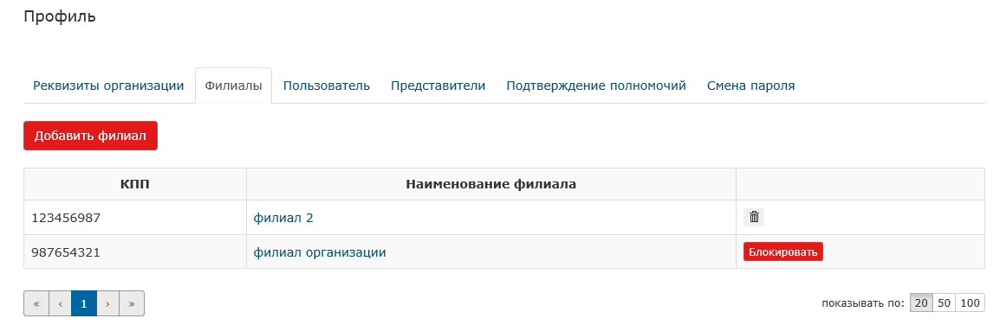 Профиль
Реквизиты организации Филиалы Пользователь Представители Подтверждение полномочий Смена пароля
Добавить филиал
КПП Наименование филиала
123456987 филиал 2
987654321 филиал организации Блокировать
« ‹ 1 › » показывать по: 20 50 100